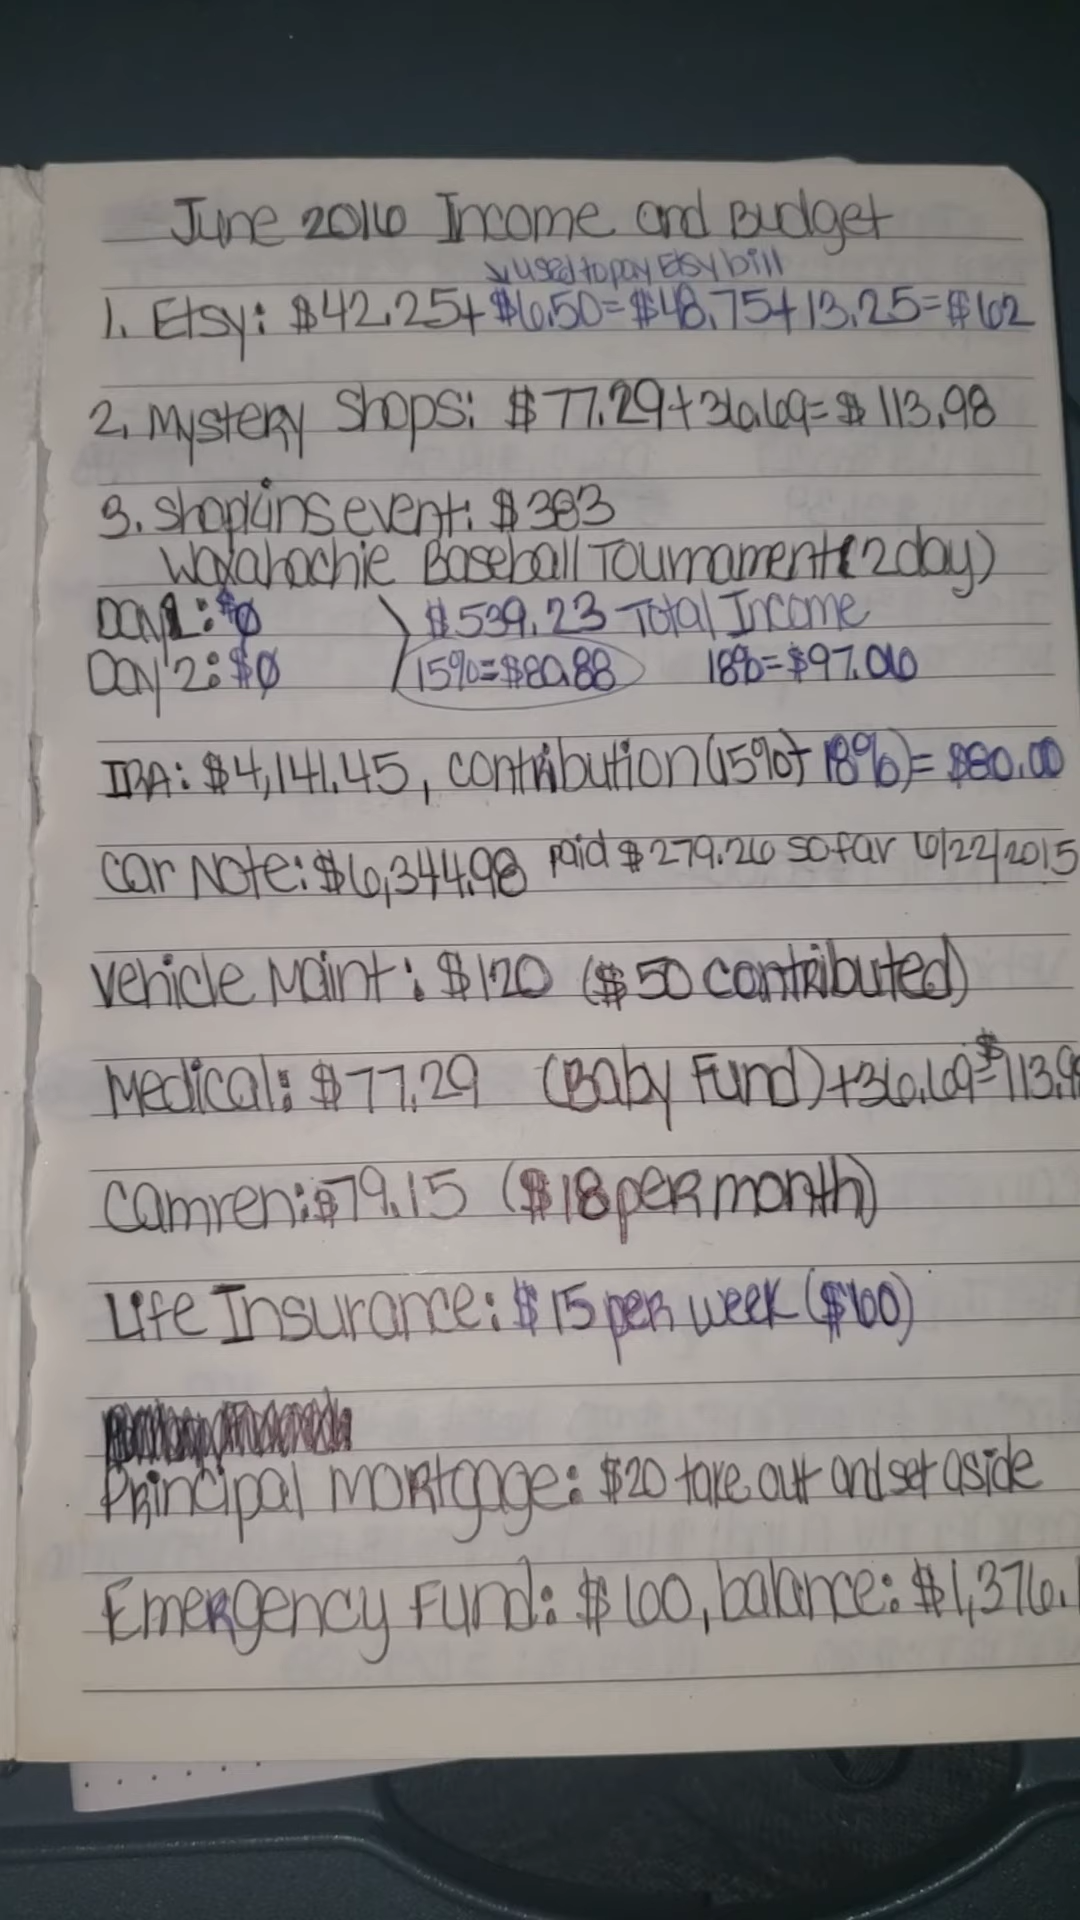 June 2016 Income and Budget
↘ used to pay Etsy bill
1. Etsy: $42.25+ $6.50=$48.75+13.25=$62
2. Mystery Shops: $77.29+36.69=$113.98
3. Shopkins event: $383
Waxahachie Baseball Tournament (2 day)
Day 1: $0 $539.23 Total Income
Day 2: $0 15%=$80.88 18%=$97.06
IRA: $4,141.45, contribution (15%+ 18%)= $80.00
Car Note: $6,344.98 paid $279.26 so far 6/22/2015
Vehicle Maint: $120 ($50 contributed)
Medical: $77.29 (Baby Fund) +36.69=$113.9
Camren: $79.15 ($18 per month)
Life Insurance: $15 per week ($60)
Principal Mortgage: $20 take out and set aside
Emergency Fund: $60, balance: $1,376.